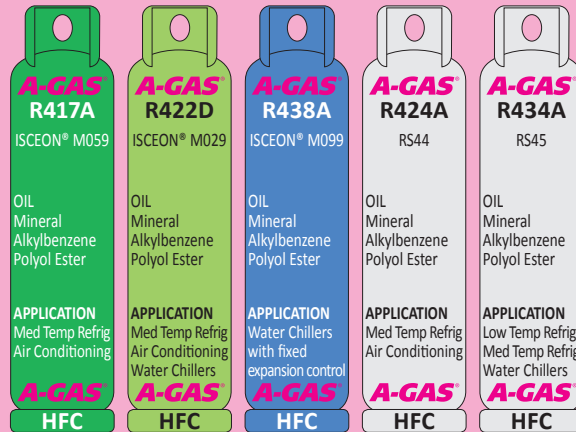 A-GAS®
R417A
ISCEON® M059
OIL
Mineral
Alkylbenzene
Polyol Ester
APPLICATION
Med Temp Refrig
Air Conditioning
A-GAS®
HFC
A-GAS®
R422D
ISCEON® M029
OIL
Mineral
Alkylbenzene
Polyol Ester
APPLICATION
Med Temp Refrig
Air Conditioning
Water Chillers
A-GAS®
HFC
A-GAS®
R438A
ISCEON® M099
OIL
Mineral
Alkylbenzene
Polyol Ester
APPLICATION
Water Chillers
with fixed
expansion control
A-GAS®
HFC
A-GAS®
R424A
RS44
OIL
Mineral
Alkylbenzene
Polyol Ester
APPLICATION
Med Temp Refrig
Air Conditioning
A-GAS®
HFC
A-GAS®
R434A
RS45
OIL
Mineral
Alkylbenzene
Polyol Ester
APPLICATION
Low Temp Refrig
Med Temp Refrig
Water Chillers
A-GAS®
HFC